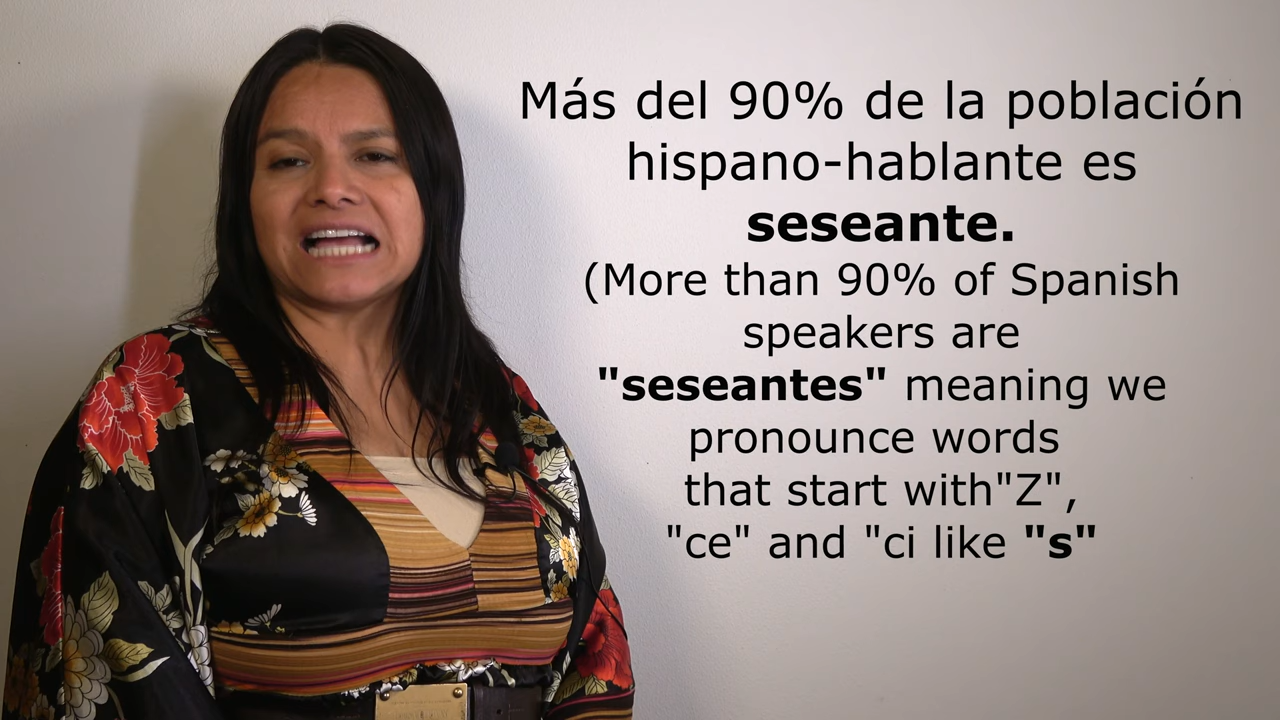 Más del 90% de la población
hispano-hablante es
seseante.
(More than 90% of Spanish
speakers are
"seseantes" meaning we
pronounce words
that start with"Z",
"ce" and "ci like "s"